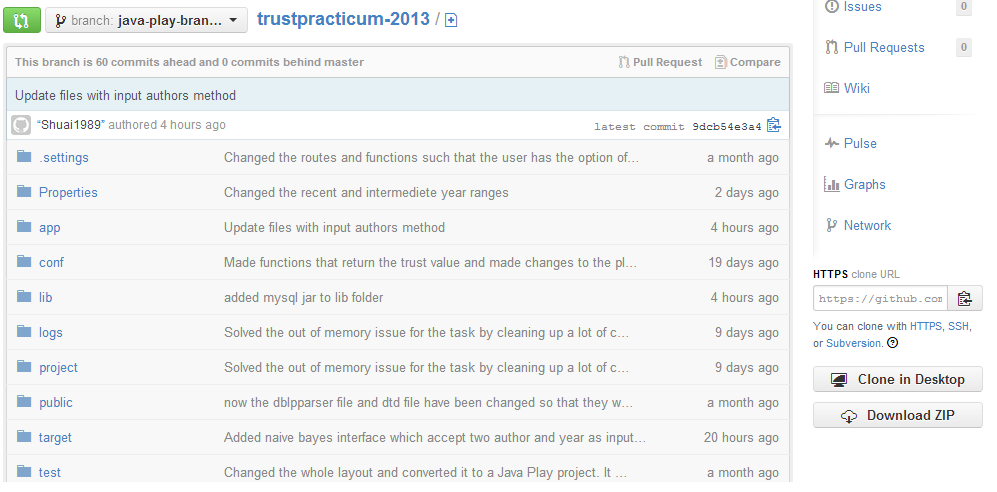 branch: java-play-bran... trustpracticum-2013 /
This branch is 60 commits ahead and 0 commits behind master Pull Request Compare
Update files with input authors method
“Shuai1989” authored 4 hours ago latest commit 9dcb54e3a4
.settings Changed the routes and functions such that the user has the option of... a month ago
Properties Changed the recent and intermediete year ranges 2 days ago
app Update files with input authors method 4 hours ago
conf Made functions that return the trust value and made changes to the pl... 19 days ago
lib added mysql jar to lib folder 4 hours ago
logs Solved the out of memory issue for the task by cleaning up a lot of c... 9 days ago
project Solved the out of memory issue for the task by cleaning up a lot of c... 9 days ago
public now the dblpparser file and dtd file have been changed so that they w... a month ago
target Added naive bayes interface which accept two author and year as input... 20 hours ago
test Changed the whole layout and converted it to a Java Play project. It ... a month ago
Issues 0
Pull Requests 0
Wiki
Pulse
Graphs
Network
HTTPS clone URL
https://github.com
You can clone with HTTPS, SSH,
or Subversion.
Clone in Desktop
Download ZIP